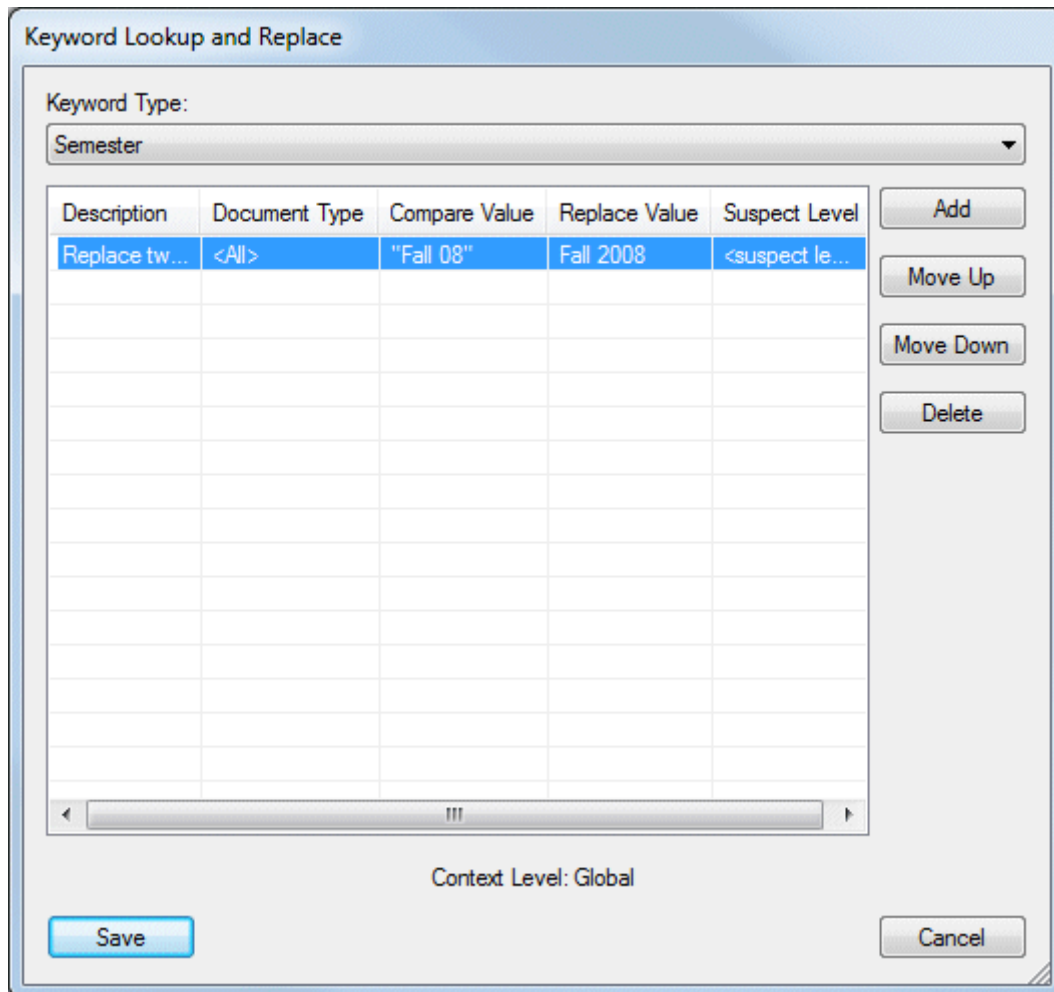 Keyword Lookup and Replace
Keyword Type:
Semester
Description Document Type Compare Value Replace Value Suspect Level Add
Replace tw... <All> "Fall 08" Fall 2008 <suspect le...
Move Up
Move Down
Delete
Context Level: Global
Save Cancel